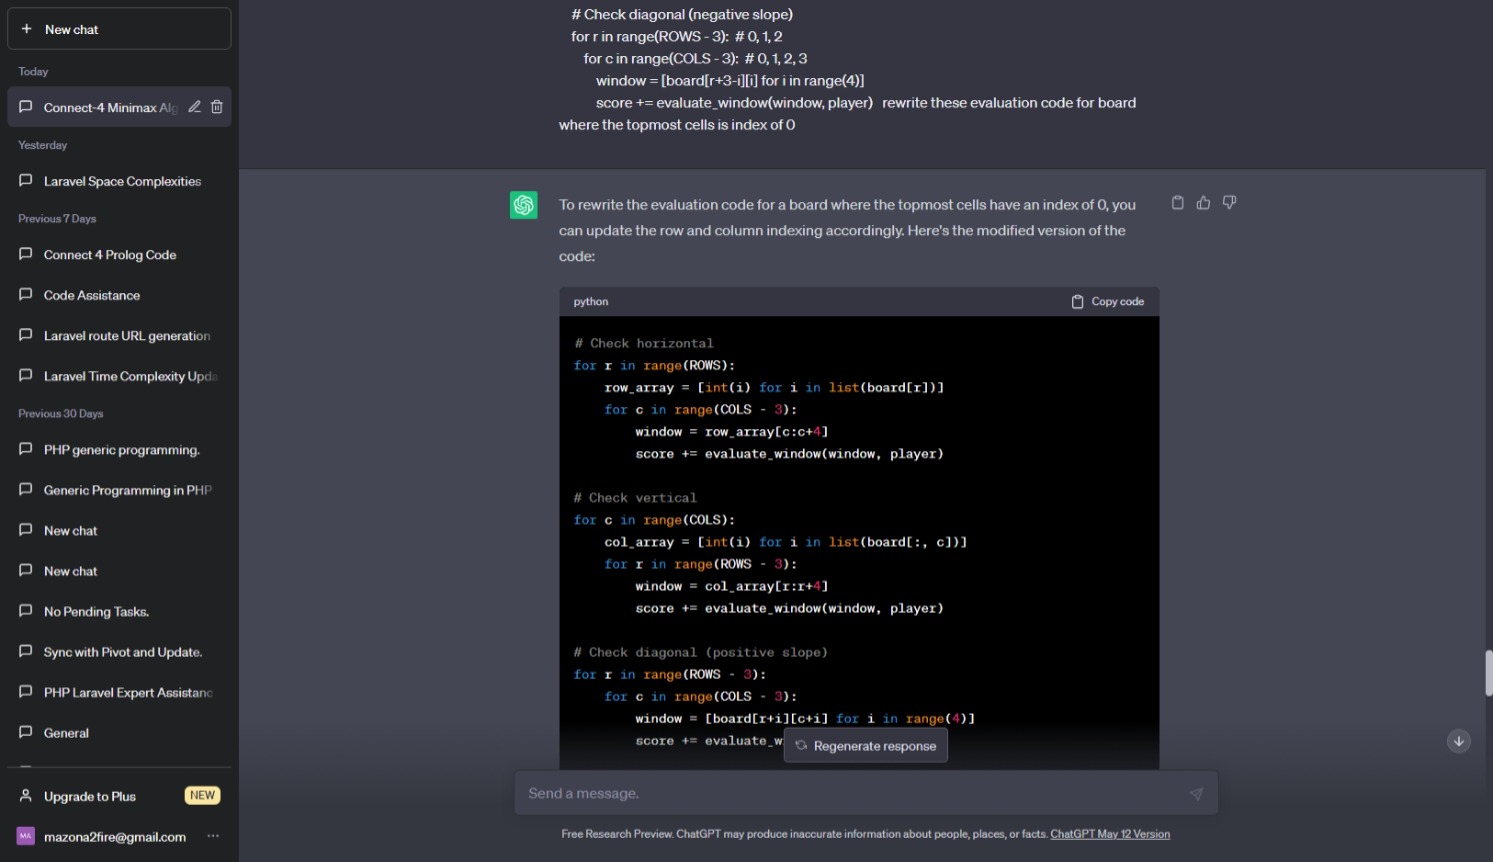 New chat
Today
Connect-4 Minimax Alg
Yesterday
Laravel Space Complexities
Previous 7 Days
Connect 4 Prolog Code
Code Assistance
Laravel route URL generation
Laravel Time Complexity Upda
Previous 30 Days
PHP generic programming.
Generic Programming in PHP
New chat
New chat
No Pending Tasks.
Sync with Pivot and Update.
PHP Laravel Expert Assistanc
General
Upgrade to Plus NEW
MA mazona2fire@gmail.com
# Check diagonal (negative slope)
for r in range(ROWS - 3):  # 0, 1, 2
for c in range(COLS - 3):  # 0, 1, 2, 3
window = [board[r+3-i][i] for i in range(4)]
score += evaluate_window(window, player)   rewrite these evaluation code for board
where the topmost cells is index of 0
To rewrite the evaluation code for a board where the topmost cells have an index of 0, you
can update the row and column indexing accordingly. Here's the modified version of the
code:
python Copy code
# Check horizontal
for r in range(ROWS):
    row_array = [int(i) for i in list(board[r])]
    for c in range(COLS - 3):
        window = row_array[c:c+4]
        score += evaluate_window(window, player)
# Check vertical
for c in range(COLS):
    col_array = [int(i) for i in list(board[:, c])]
    for r in range(ROWS - 3):
        window = col_array[r:r+4]
        score += evaluate_window(window, player)
# Check diagonal (positive slope)
for r in range(ROWS - 3):
    for c in range(COLS - 3):
        window = [board[r+i][c+i] for i in range(4)]
        score += evaluate_w
Regenerate response
Send a message.
Free Research Preview. ChatGPT may produce inaccurate information about people, places, or facts. ChatGPT May 12 Version